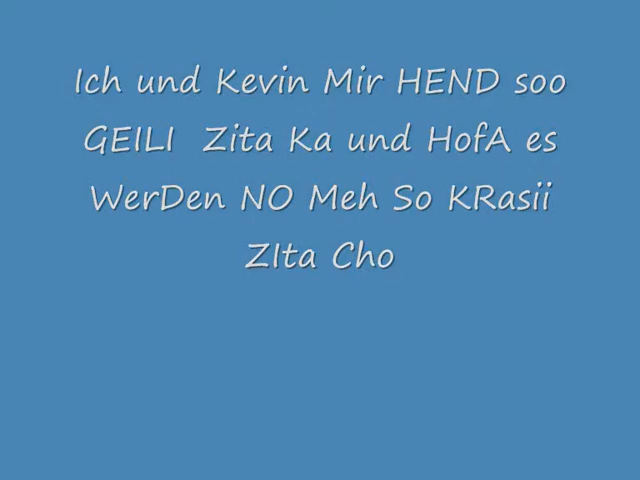 Ich und Kevin Mir HEND soo
GEILI Zita Ka und HofA es
WerDen NO Meh So KRasii
ZIta Cho